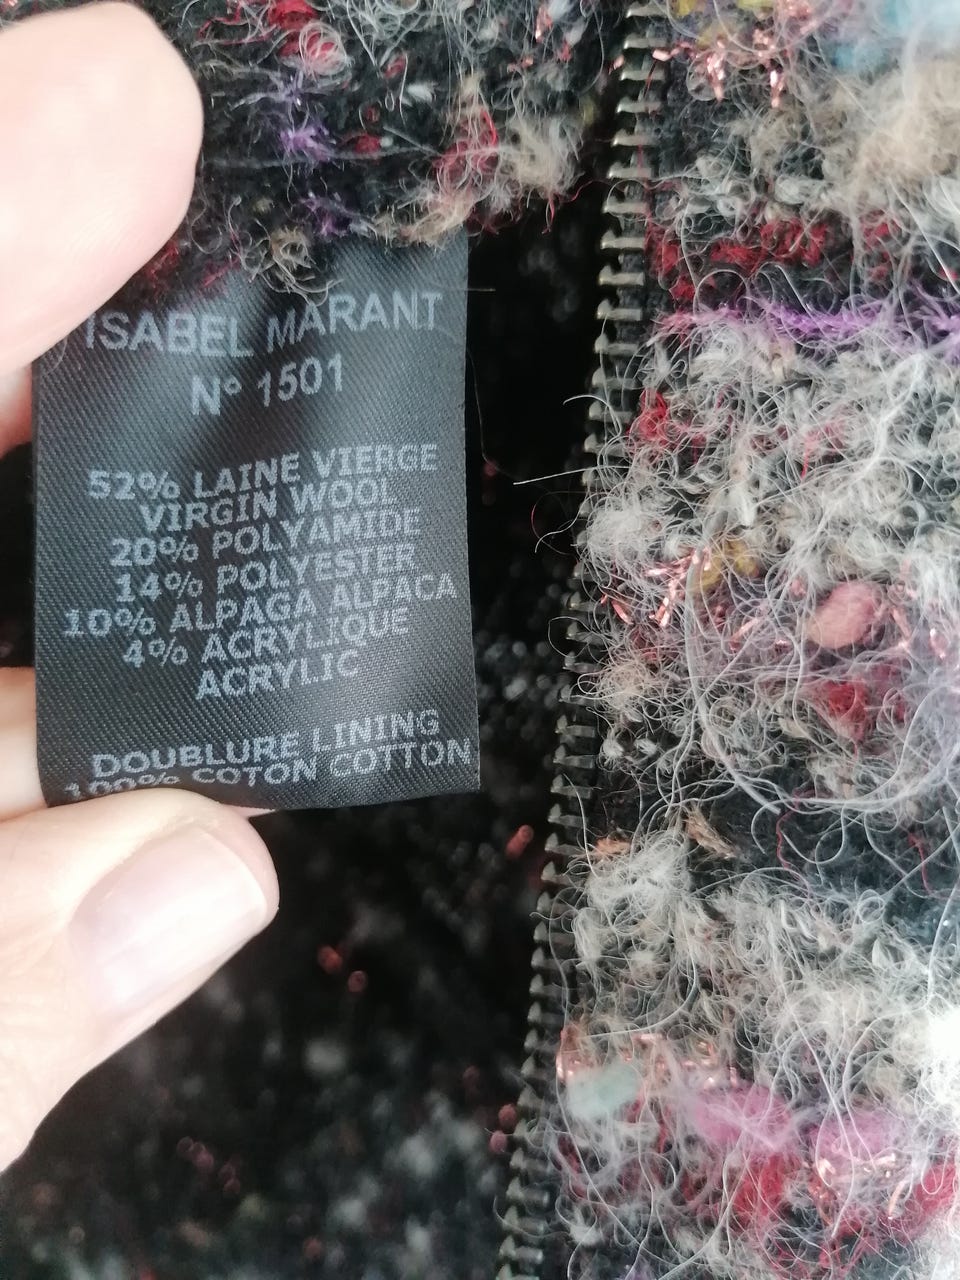 ISABEL MARANT
N° 1501
52% LAINE VIERGE
VIRGIN WOOL
20% POLYAMIDE
14% POLYESTER
10% ALPAGA ALPACA
4% ACRYLIQUE
ACRYLIC
DOUBLURE LINING
100% COTON COTTON